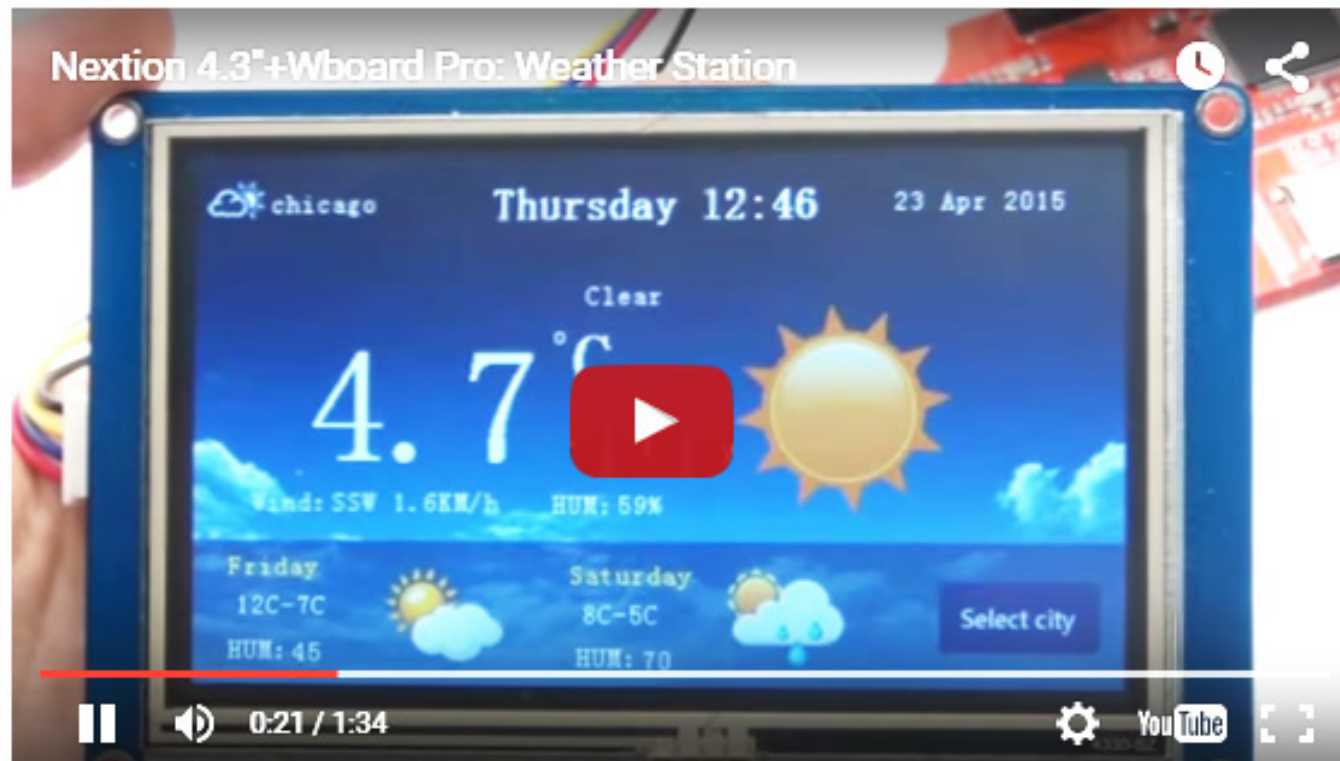 Nextion 4.3"+Wboard Pro: Weather Station
chicago
Thursday 12:46
23 Apr 2015
Clear
4.7
°C
Wind: SSW 1.6KM/h
HUM: 59%
Friday
12C-7C
HUM: 45
Saturday
8C-5C
HUM: 70
Select city
0:21 / 1:34
YouTube